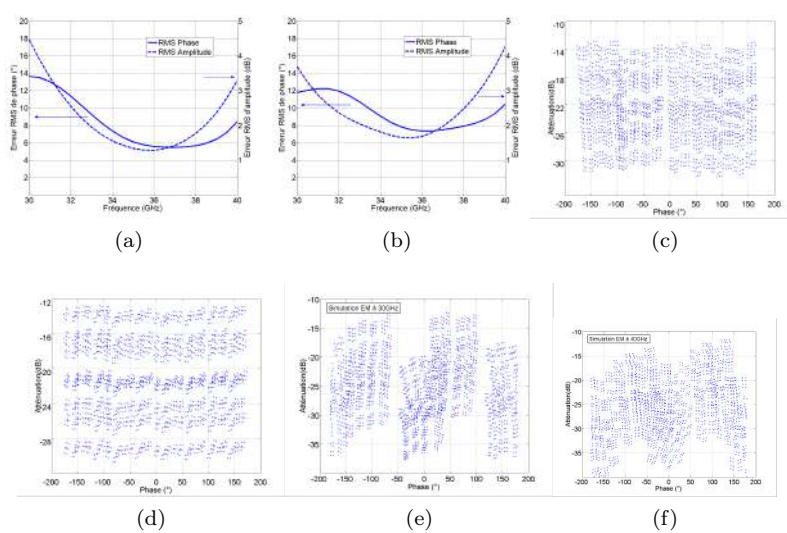 20
18
16
14
12
10
8
6
4
2
30 32 34 36 38 40
5
4
3
2
1
RMS Phase
RMS Amplitude
Erreur RMS de phase (°)
Erreur RMS d'amplitude (dB)
Fréquence (GHz)
(a)
20
18
16
14
12
10
8
6
4
2
30 32 34 36 38 40
5
4
3
2
1
RMS Phase
RMS Amplitude
Erreur RMS de phase (°)
Erreur RMS d'amplitude (dB)
Fréquence (GHz)
(b)
-10
-14
-18
-22
-26
-30
-200 -150 -100 -50 0 50 100 150 200
Atténuation(dB)
Phase (°)
(c)
-12
-16
-20
-24
-28
-200 -150 -100 -50 0 50 100 150 200
Atténuation(dB)
Phase (°)
(d)
Simulation EM à 30GHz
-10
-15
-20
-25
-30
-35
-200 -150 -100 -50 0 50 100 150 200
Atténuation(dB)
Phase (°)
(e)
Simulation EM à 40GHz
-10
-15
-20
-25
-30
-35
-200 -150 -100 -50 0 50 100 150 200
Atténuation(dB)
Phase (°)
(f)